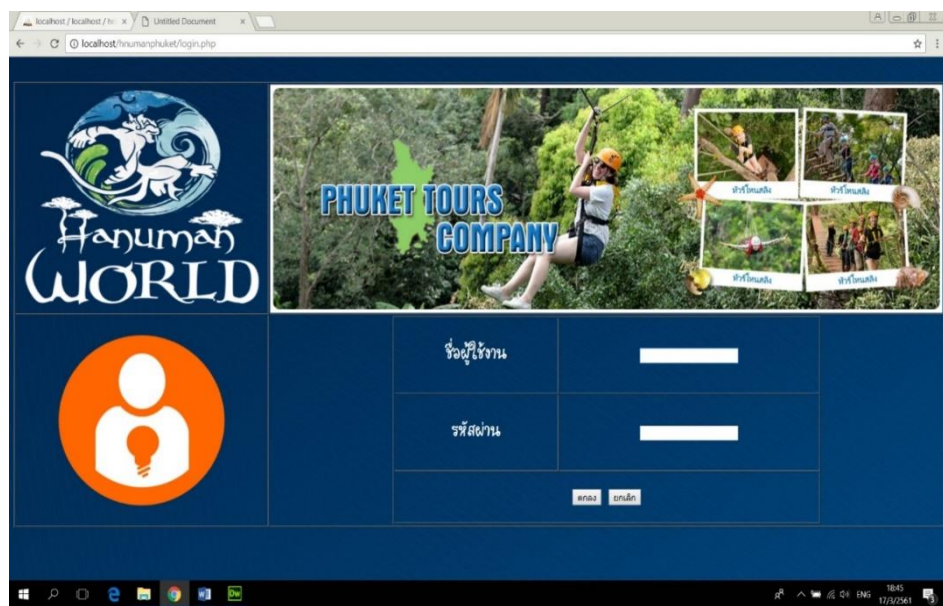 localhost / localhost / hn
Untitled Document
localhost/hnumanphuket/login.php
Hanuman
WORLD
PHUKET TOURS
COMPANY
ทัวร์โหนสลิง
ทัวร์โหนสลิง
ทัวร์โหนสลิง
ทัวร์โหนสลิง
ชื่อผู้ใช้งาน
รหัสผ่าน
ตกลง ยกเลิก
ENG
18:45
17/3/2561